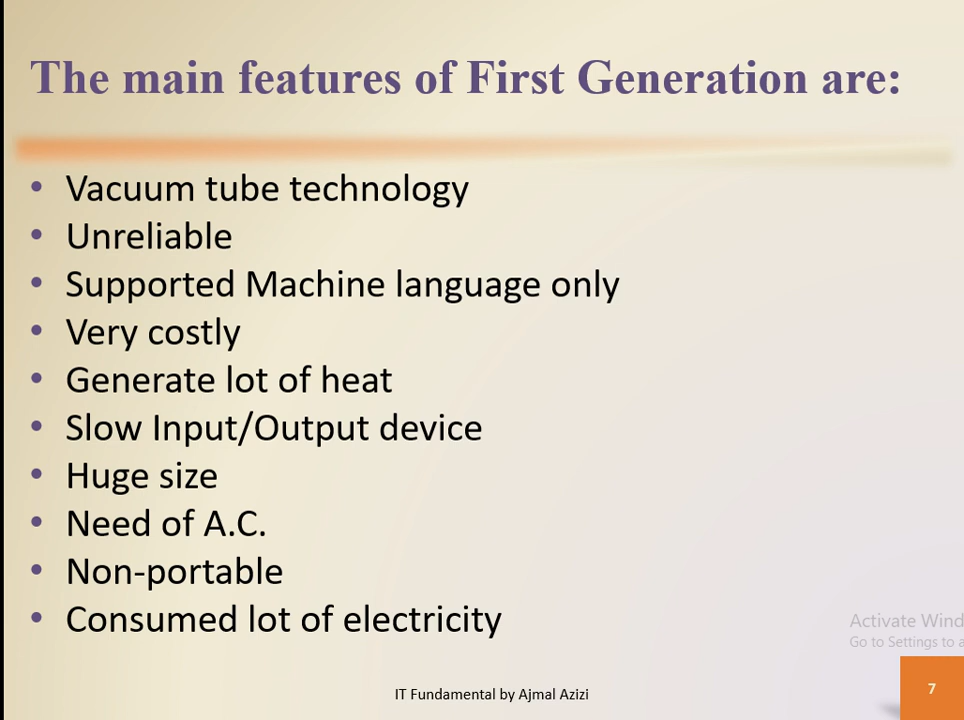 The main features of First Generation are:
• Vacuum tube technology
• Unreliable
• Supported Machine language only
• Very costly
• Generate lot of heat
• Slow Input/Output device
• Huge size
• Need of A.C.
• Non-portable
• Consumed lot of electricity
Activate Wind
Go to Settings to a
IT Fundamental by Ajmal Azizi
7